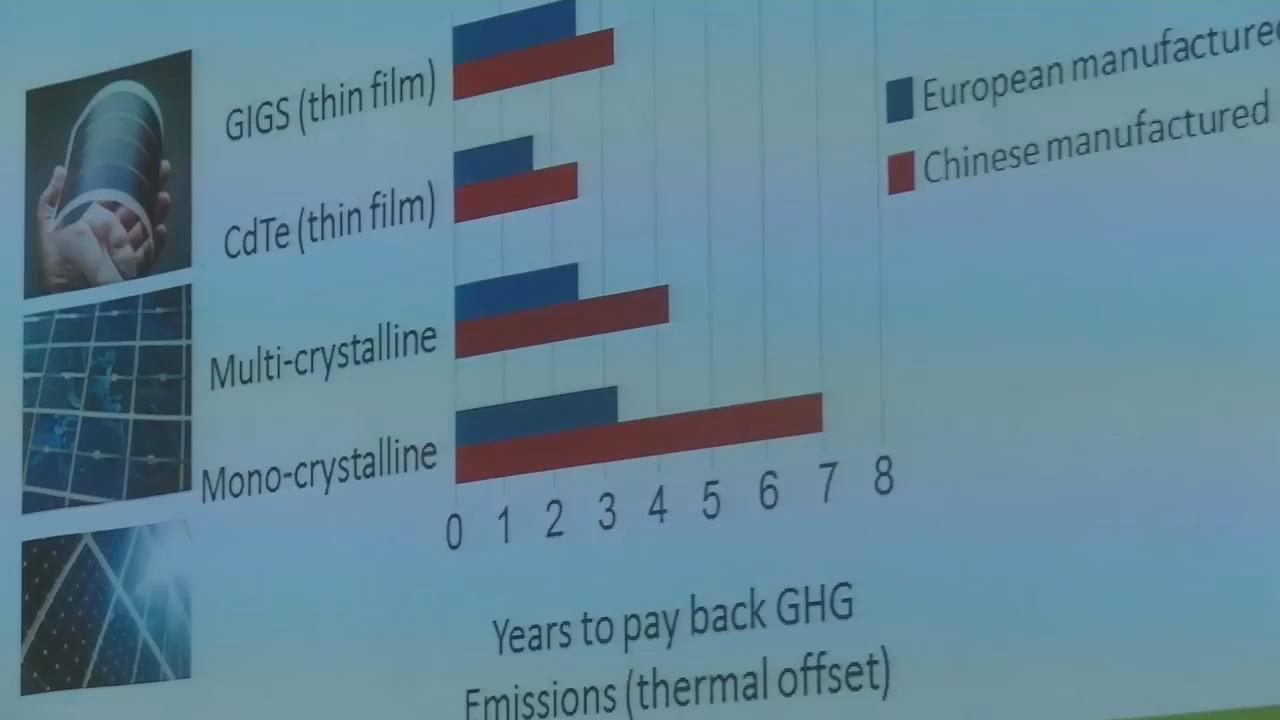 GIGS (thin film)
CdTe (thin film)
Multi-crystalline
Mono-crystalline
0 1 2 3 4 5 6 7 8
Years to pay back GHG
Emissions (thermal offset)
European manufacture
Chinese manufactured